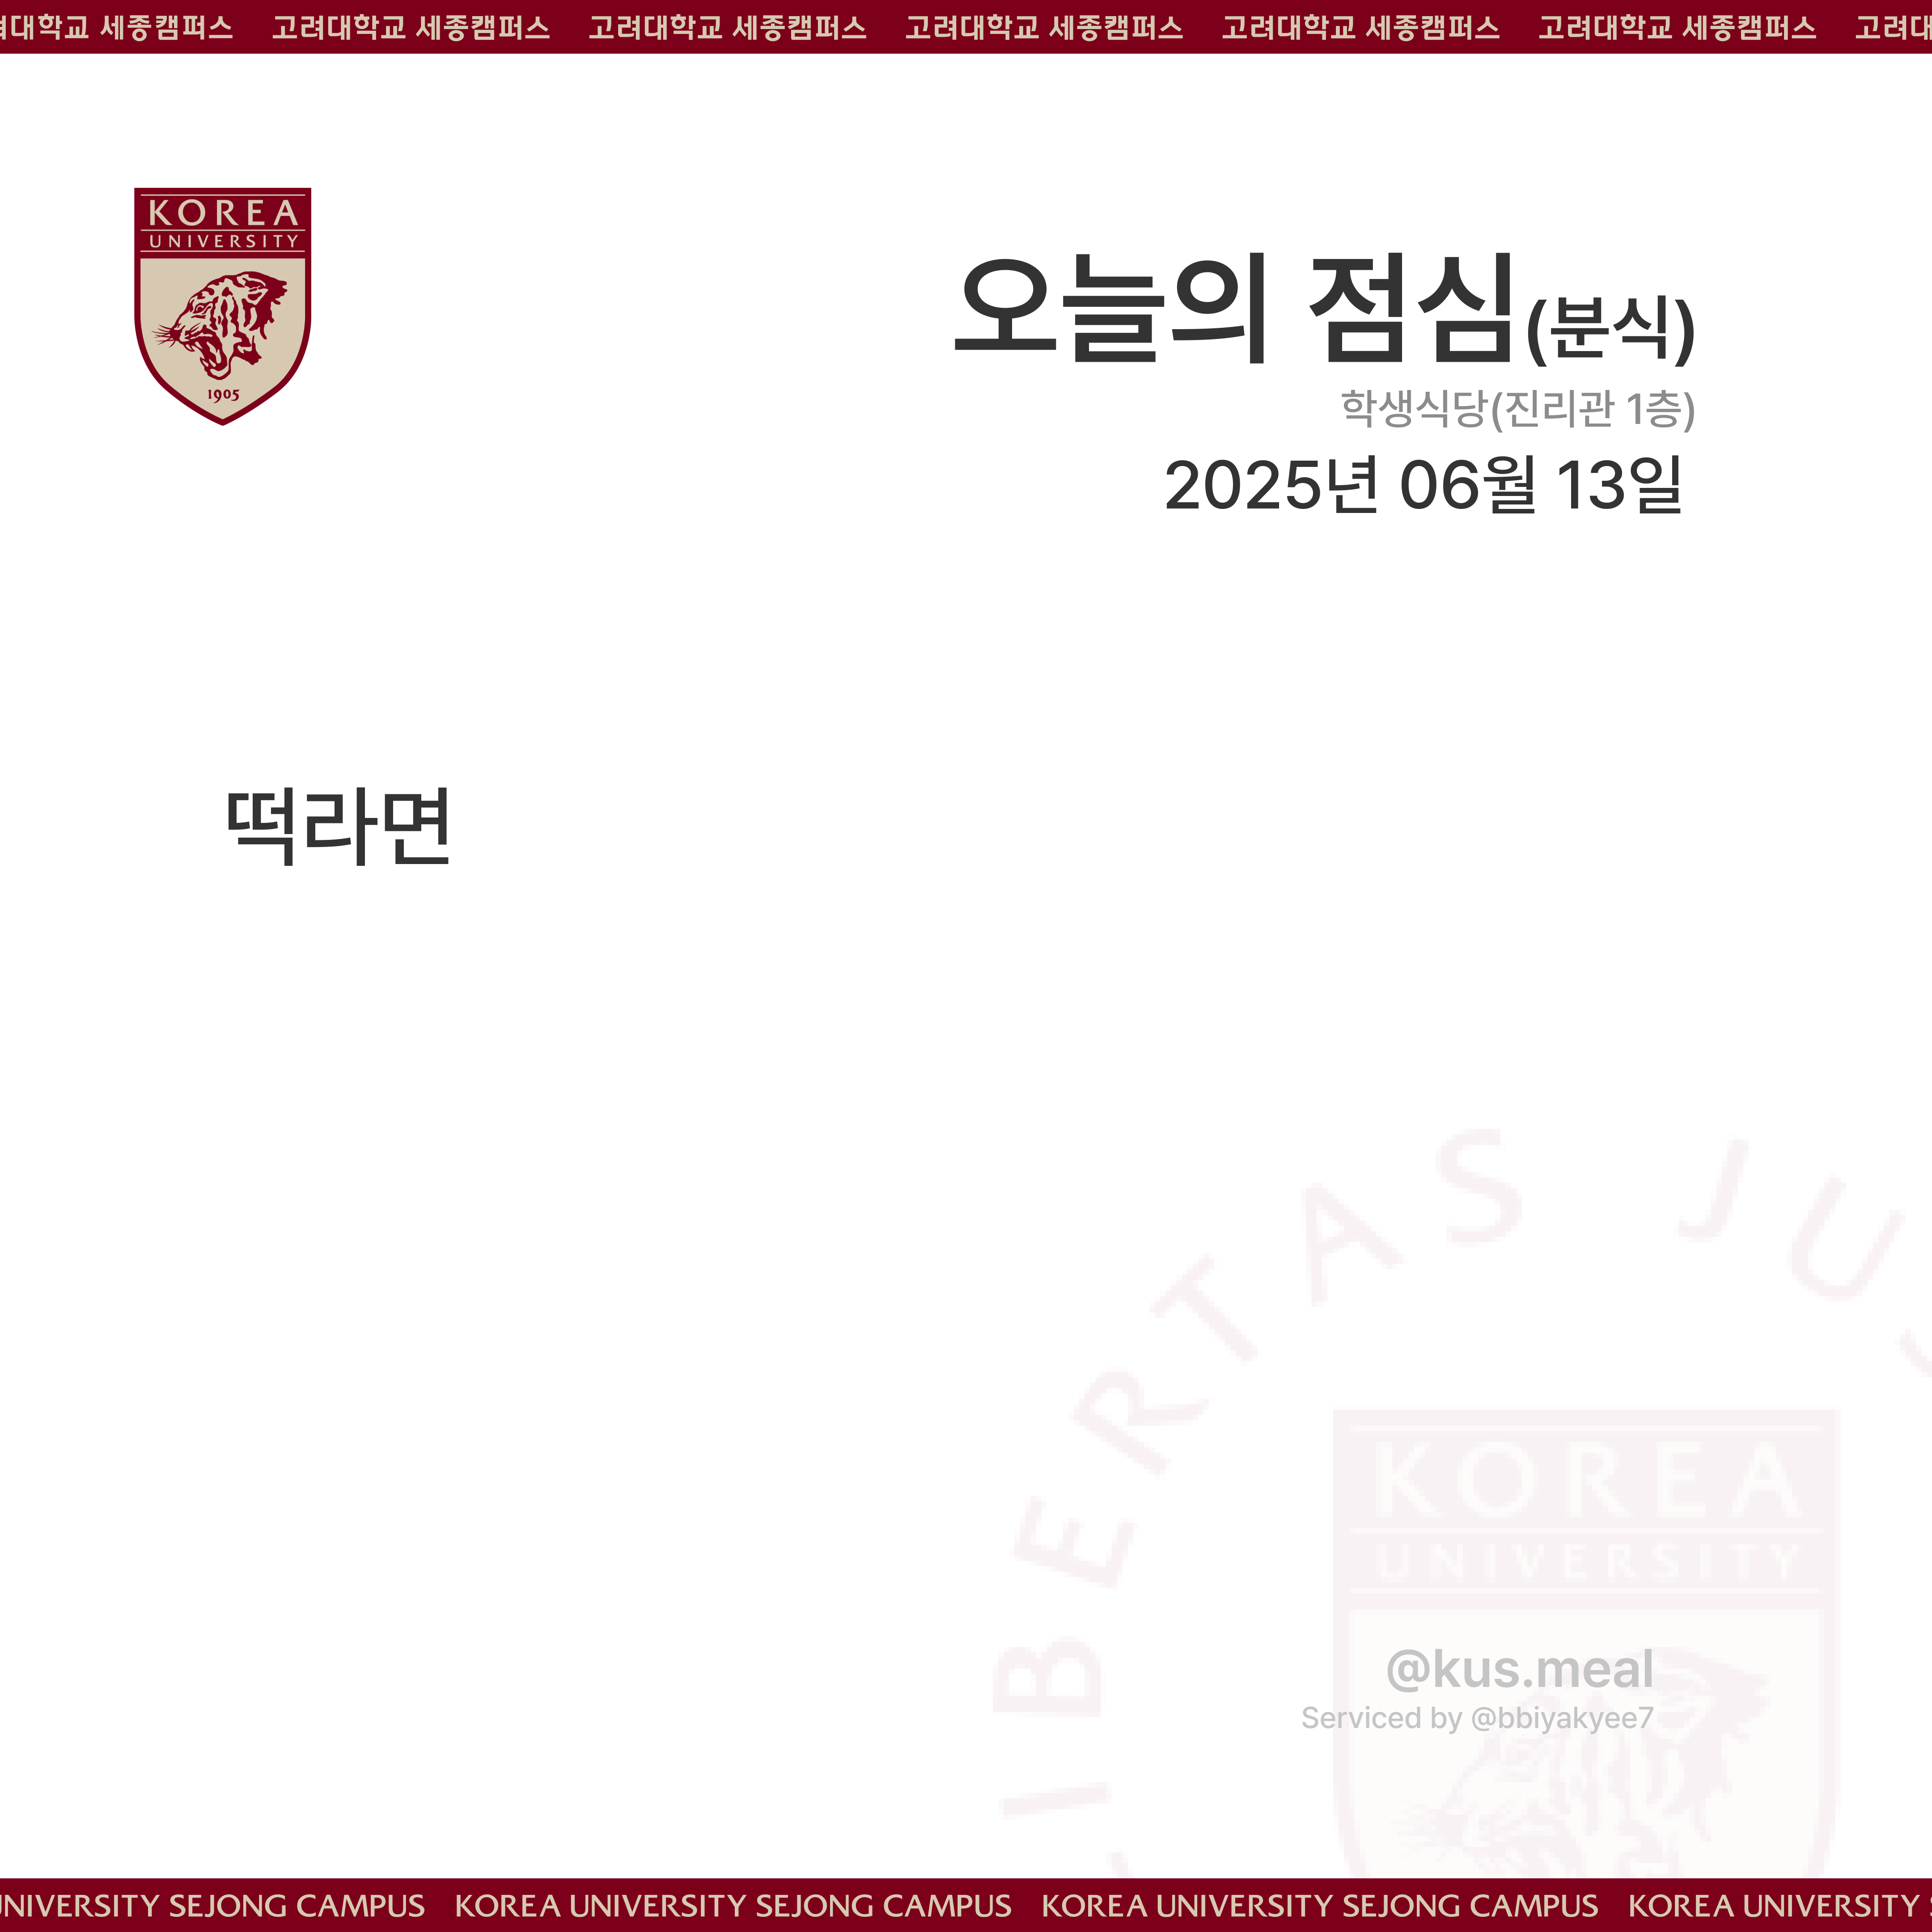 대학교 세종캠퍼스 고려대학교 세종캠퍼스 고려대학교 세종캠퍼스 고려대학교 세종캠퍼스 고려대학교 세종캠퍼스 고려대학교 세종캠퍼스 고려대
KOREA
UNIVERSITY
1905
오늘의 점심(분식)
학생식당(진리관 1층)
2025년 06월 13일
떡라면
LIBERTAS JU
KOREA
UNIVERSITY
@kus.meal
Serviced by @bbiyakyee7
UNIVERSITY SEJONG CAMPUS KOREA UNIVERSITY SEJONG CAMPUS KOREA UNIVERSITY SEJONG CAMPUS KOREA UNIVERSITY